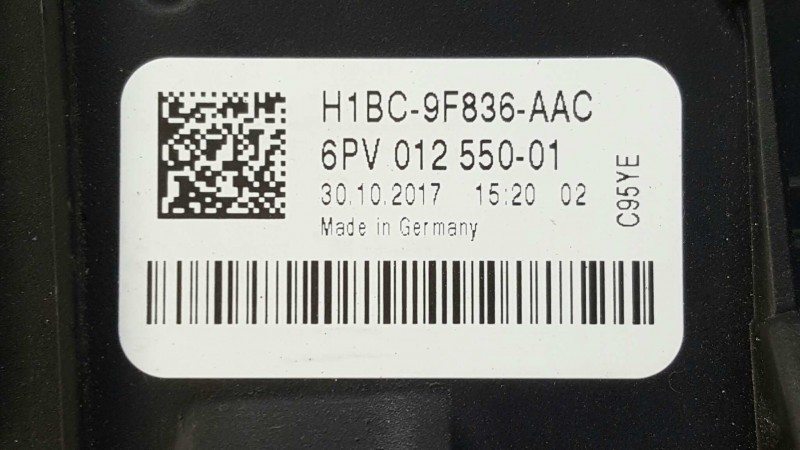 H1BC-9F836-AAC
6PV 012 550-01
30.10.2017 15:20 02
Made in Germany
C95YE